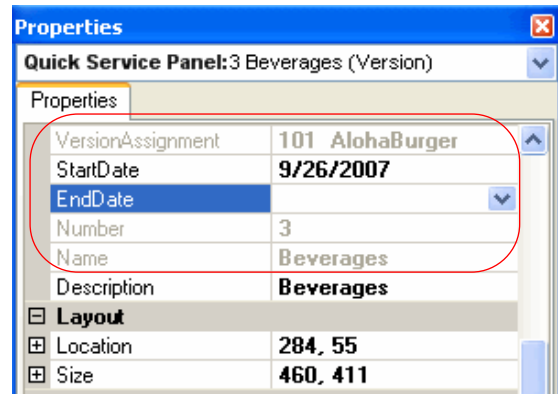 Properties
Quick Service Panel:3 Beverages (Version)
Properties
VersionAssignment 101 AlohaBurger
StartDate 9/26/2007
EndDate
Number 3
Name Beverages
Description Beverages
Layout
Location 284, 55
Size 460, 411